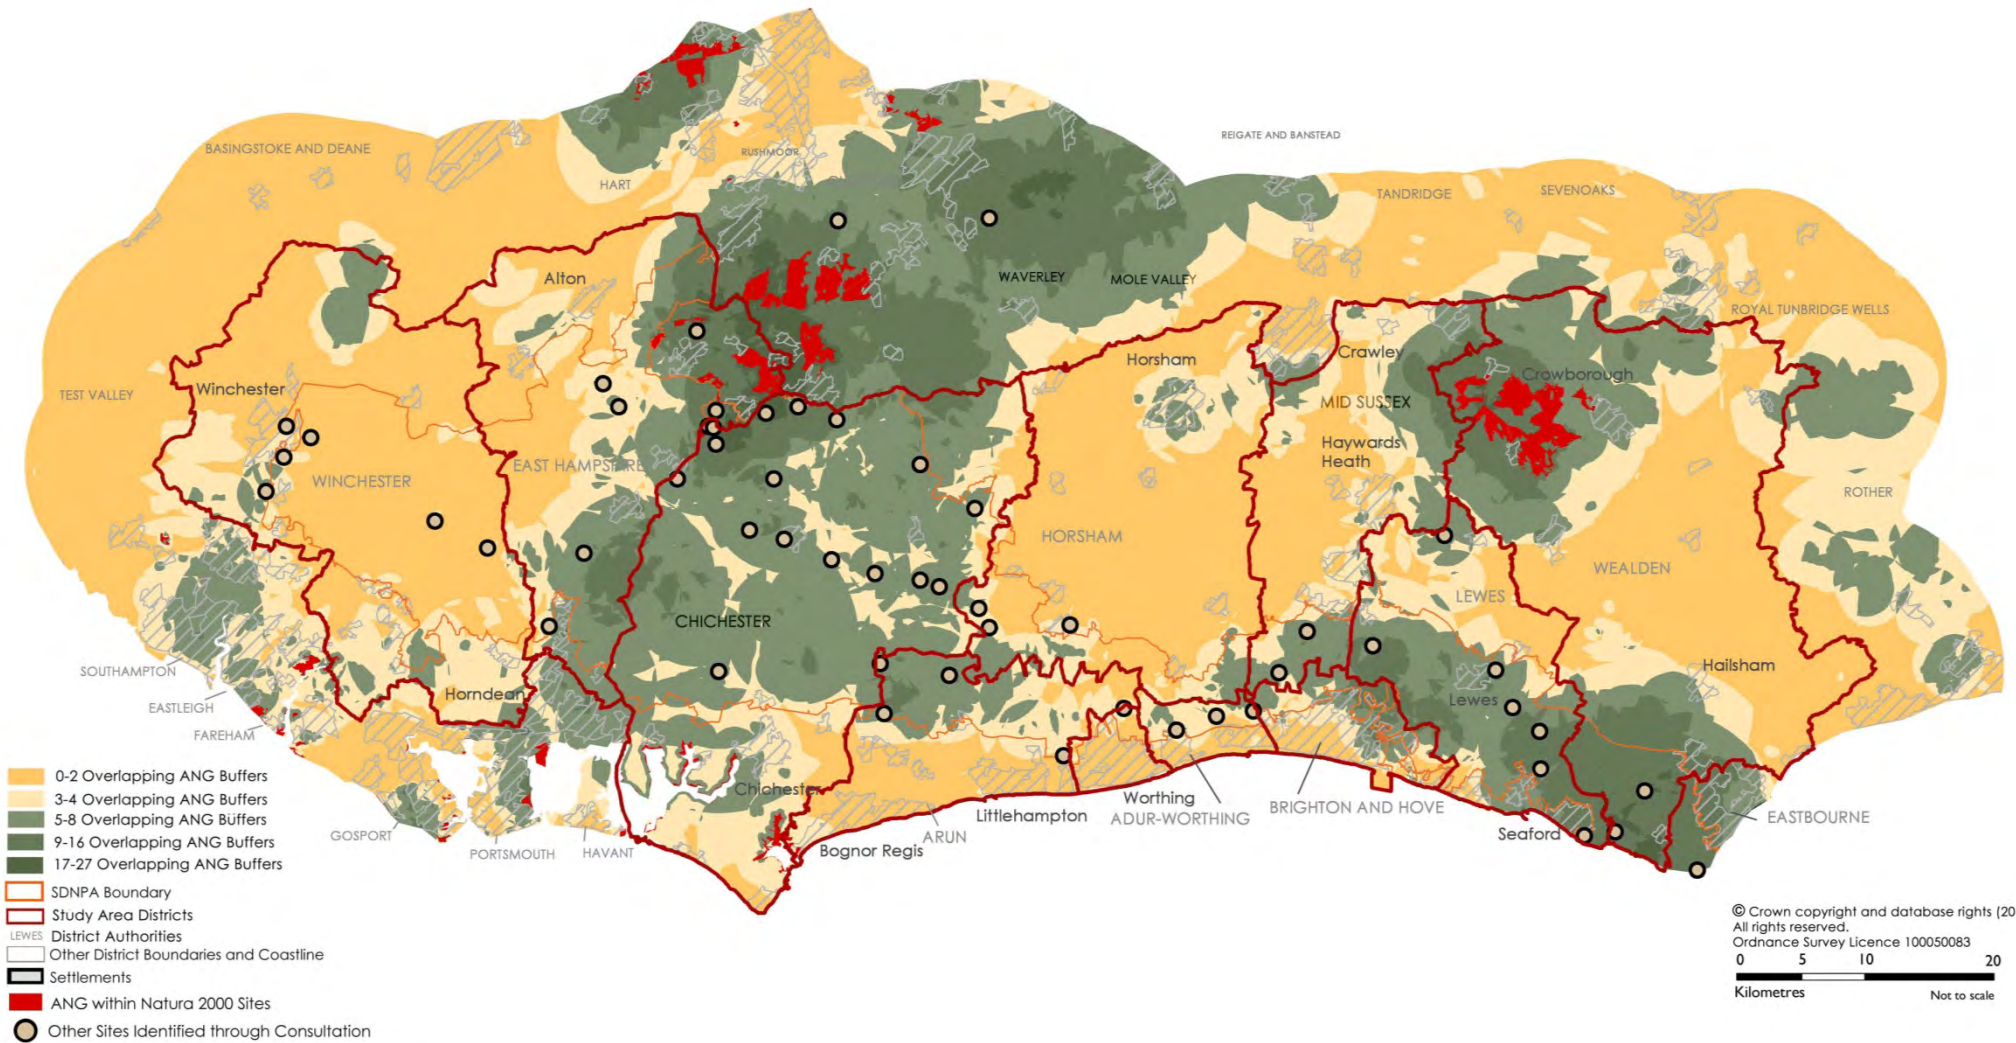 REIGATE AND BANSTEAD
BASINGSTOKE AND DEANE
RUSHMOOR
HART
TANDRIDGE
SEVENOAKS
Alton
WAVERLEY
MOLE VALLEY
ROYAL TUNBRIDGE WELLS
Horsham
Crawley
Crowborough
TEST VALLEY
Winchester
MID SUSSEX
Haywards
Heath
EAST HAMPSHIRE
WINCHESTER
ROTHER
HORSHAM
WEALDEN
LEWES
CHICHESTER
SOUTHAMPTON
Hailsham
Horndean
Lewes
EASTLEIGH
FAREHAM
Chichester
Worthing
ADUR-WORTHING
BRIGHTON AND HOVE
Littlehampton
EASTBOURNE
GOSPORT
PORTSMOUTH
HAVANT
Bognor Regis
ARUN
Seaford
0-2 Overlapping ANG Buffers
3-4 Overlapping ANG Buffers
5-8 Overlapping ANG Buffers
9-16 Overlapping ANG Buffers
17-27 Overlapping ANG Buffers
SDNPA Boundary
Study Area Districts
LEWES District Authorities
Other District Boundaries and Coastline
Settlements
ANG within Natura 2000 Sites
Other Sites Identified through Consultation
© Crown copyright and database rights (20
All rights reserved.
Ordnance Survey Licence 100050083
0 5 10 20
Kilometres Not to scale